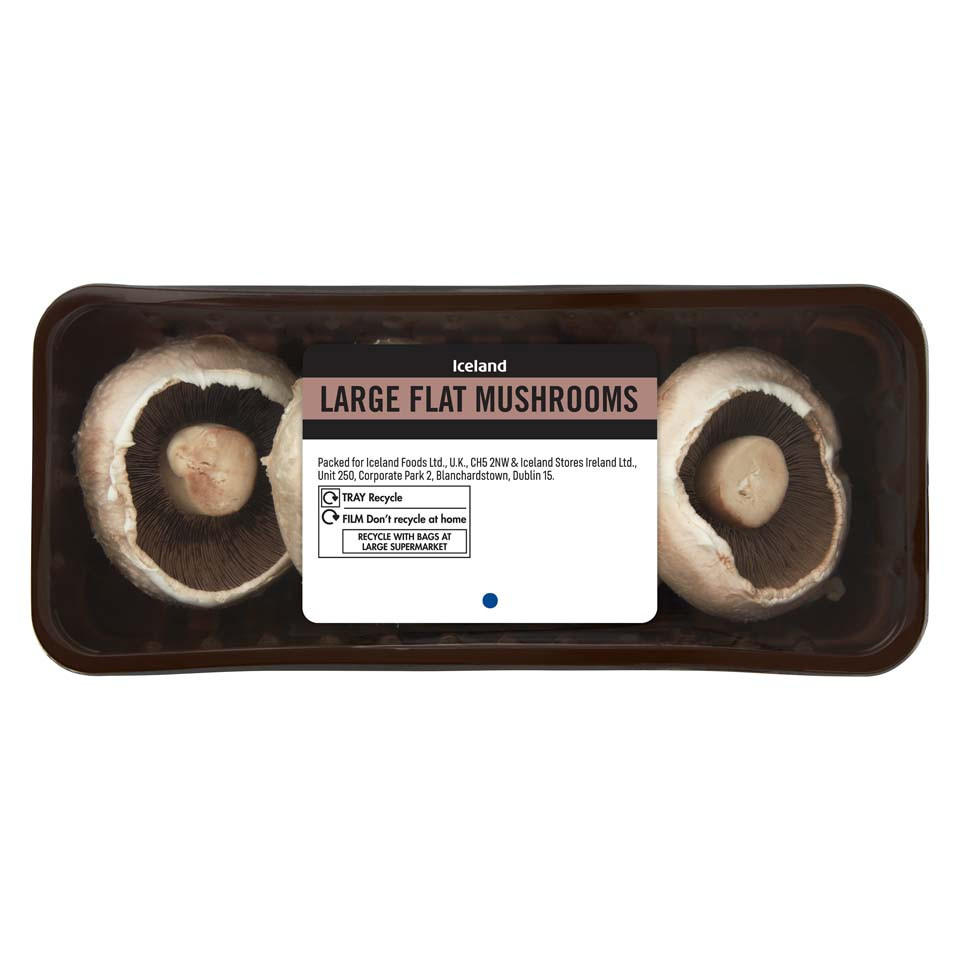 Iceland
LARGE FLAT MUSHROOMS
Packed for Iceland Foods Ltd., U.K., CH5 2NW & Iceland Stores Ireland Ltd.,
Unit 250, Corporate Park 2, Blanchardstown, Dublin 15.
TRAY Recycle
FILM Don't recycle at home
RECYCLE WITH BAGS AT
LARGE SUPERMARKET